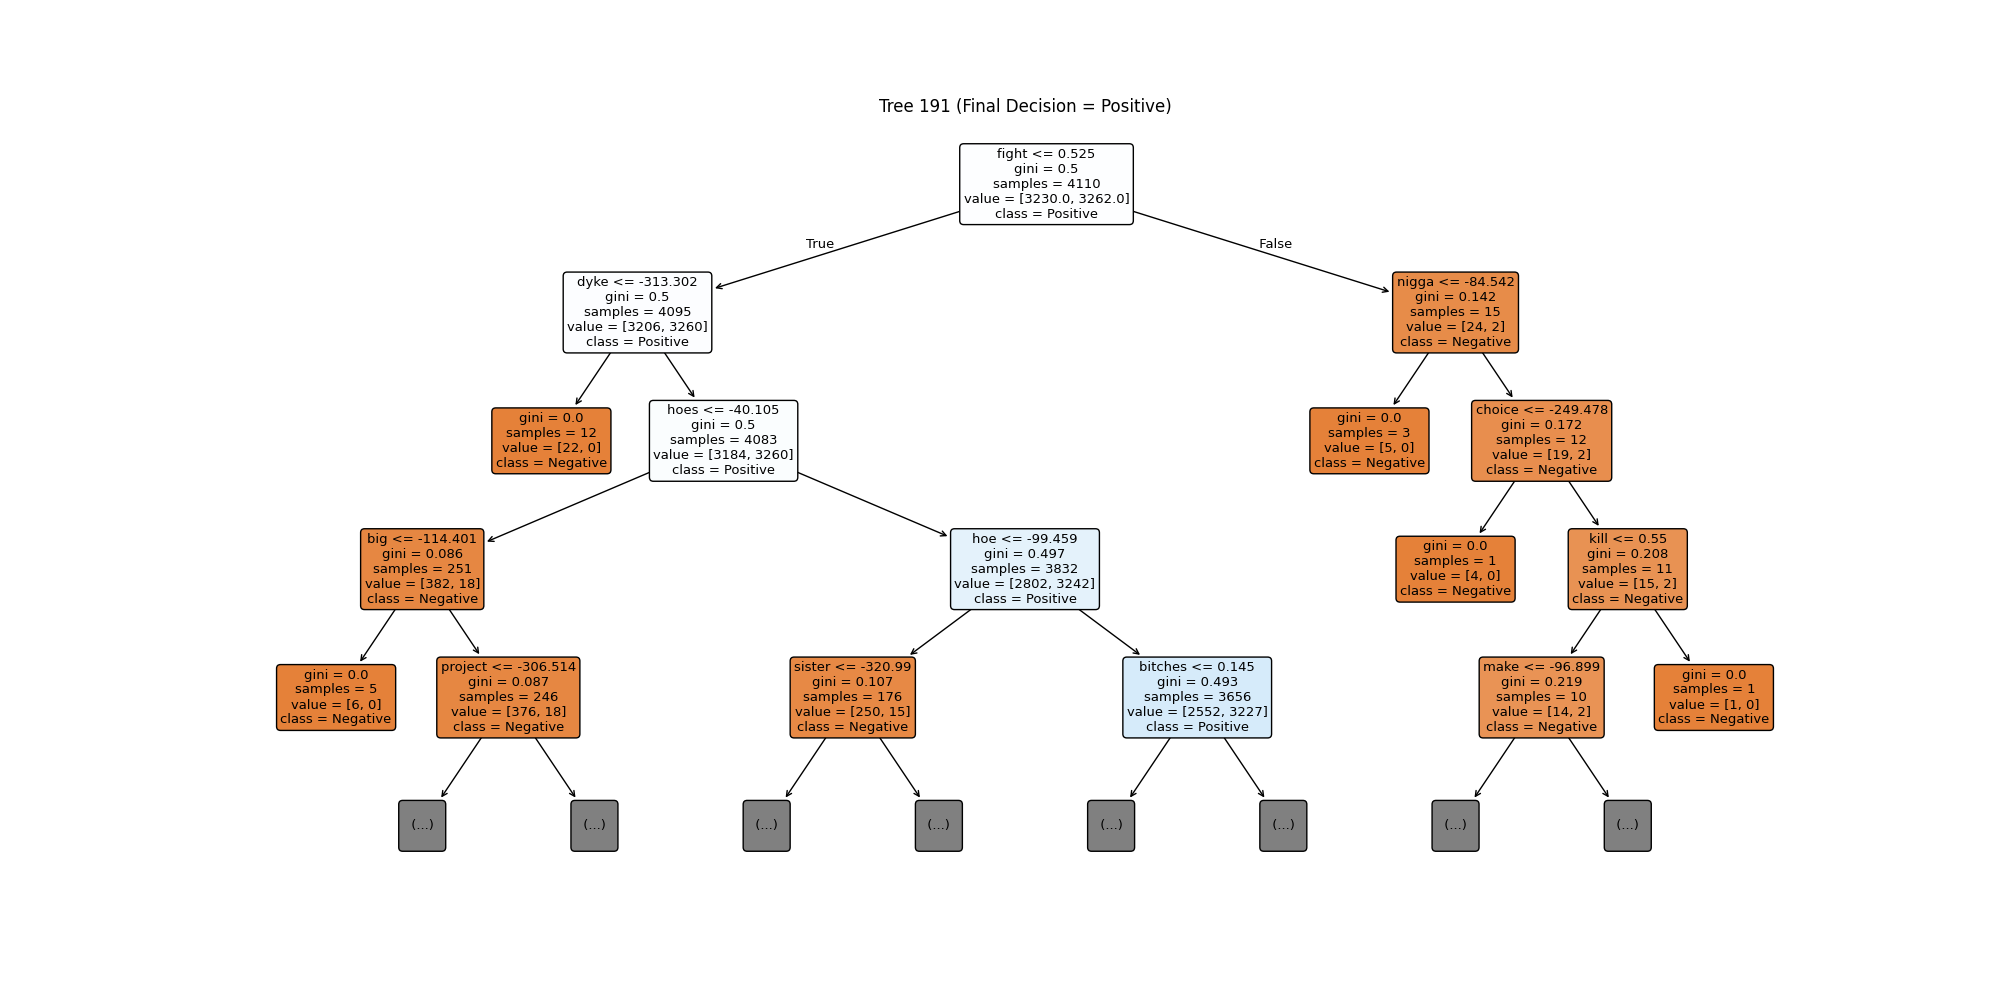 Tree 191 (Final Decision = Positive)
fight <= 0.525
gini = 0.5
samples = 4110
value = [3230.0, 3262.0]
class = Positive
True
False
dyke <= -313.302
gini = 0.5
samples = 4095
value = [3206, 3260]
class = Positive
nigga <= -84.542
gini = 0.142
samples = 15
value = [24, 2]
class = Negative
gini = 0.0
samples = 12
value = [22, 0]
class = Negative
hoes <= -40.105
gini = 0.5
samples = 4083
value = [3184, 3260]
class = Positive
gini = 0.0
samples = 3
value = [5, 0]
class = Negative
choice <= -249.478
gini = 0.172
samples = 12
value = [19, 2]
class = Negative
big <= -114.401
gini = 0.086
samples = 251
value = [382, 18]
class = Negative
hoe <= -99.459
gini = 0.497
samples = 3832
value = [2802, 3242]
class = Positive
gini = 0.0
samples = 1
value = [4, 0]
class = Negative
kill <= 0.55
gini = 0.208
samples = 11
value = [15, 2]
class = Negative
gini = 0.0
samples = 5
value = [6, 0]
class = Negative
project <= -306.514
gini = 0.087
samples = 246
value = [376, 18]
class = Negative
sister <= -320.99
gini = 0.107
samples = 176
value = [250, 15]
class = Negative
bitches <= 0.145
gini = 0.493
samples = 3656
value = [2552, 3227]
class = Positive
make <= -96.899
gini = 0.219
samples = 10
value = [14, 2]
class = Negative
gini = 0.0
samples = 1
value = [1, 0]
class = Negative
(...)
(...)
(...)
(...)
(...)
(...)
(...)
(...)